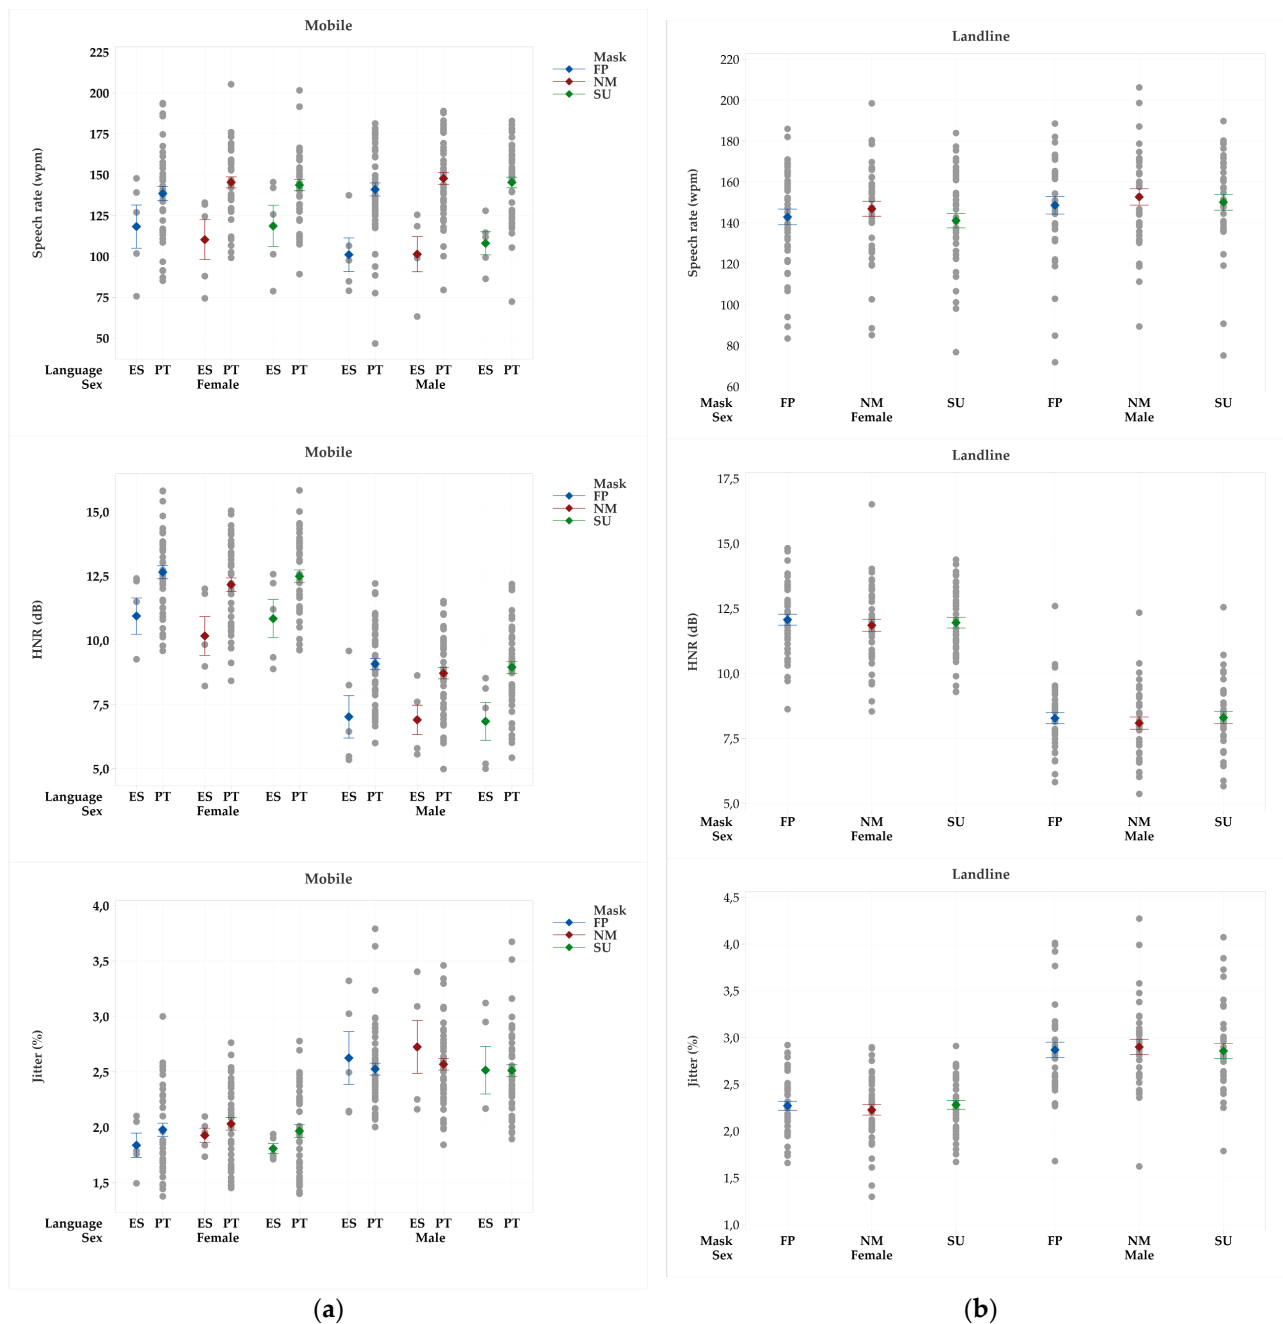 Mobile
Mask
FP
NM
SU
Speech rate (wpm)
225
200
175
150
125
100
75
50
Language ES PT ES PT ES PT ES PT ES PT ES PT
Sex Female Male
Mobile
Mask
FP
NM
SU
HNR (dB)
15,0
12,5
10,0
7,5
5,0
Language ES PT ES PT ES PT ES PT ES PT ES PT
Sex Female Male
Mobile
Mask
FP
NM
SU
Jitter (%)
4,0
3,5
3,0
2,5
2,0
1,5
Language ES PT ES PT ES PT ES PT ES PT ES PT
Sex Female Male
(a)
Landline
Speech rate (wpm)
220
200
180
160
140
120
100
80
60
Mask FP NM SU FP NM SU
Sex Female Male
Landline
HNR (dB)
17,5
15,0
12,5
10,0
7,5
5,0
Mask FP NM SU FP NM SU
Sex Female Male
Landline
Jitter (%)
4,5
4,0
3,5
3,0
2,5
2,0
1,5
1,0
Mask FP NM SU FP NM SU
Sex Female Male
(b)